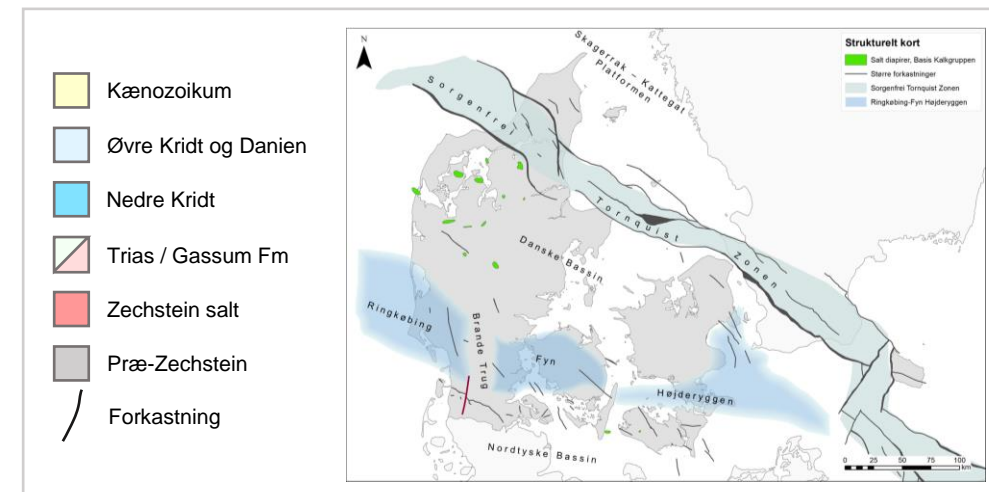 Kænozoikum
Øvre Kridt og Danien
Nedre Kridt
Trias / Gassum Fm
Zechstein salt
Præ-Zechstein
Forkastning
N
Skagerrak – Kattegat
Platformen
Sorgenfrei
Tornquist
Zonen
Danske Bassin
Ringkøbing
Brande Trug
Fyn
Højderyggen
Nordtyske Bassin
Strukturelt kort
Salt diapirer, Basis Kalkgruppen
Større forkastninger
Sorgenfrei Tornquist Zonen
Ringkøbing-Fyn Højderyggen
0 25 50 75 100
km